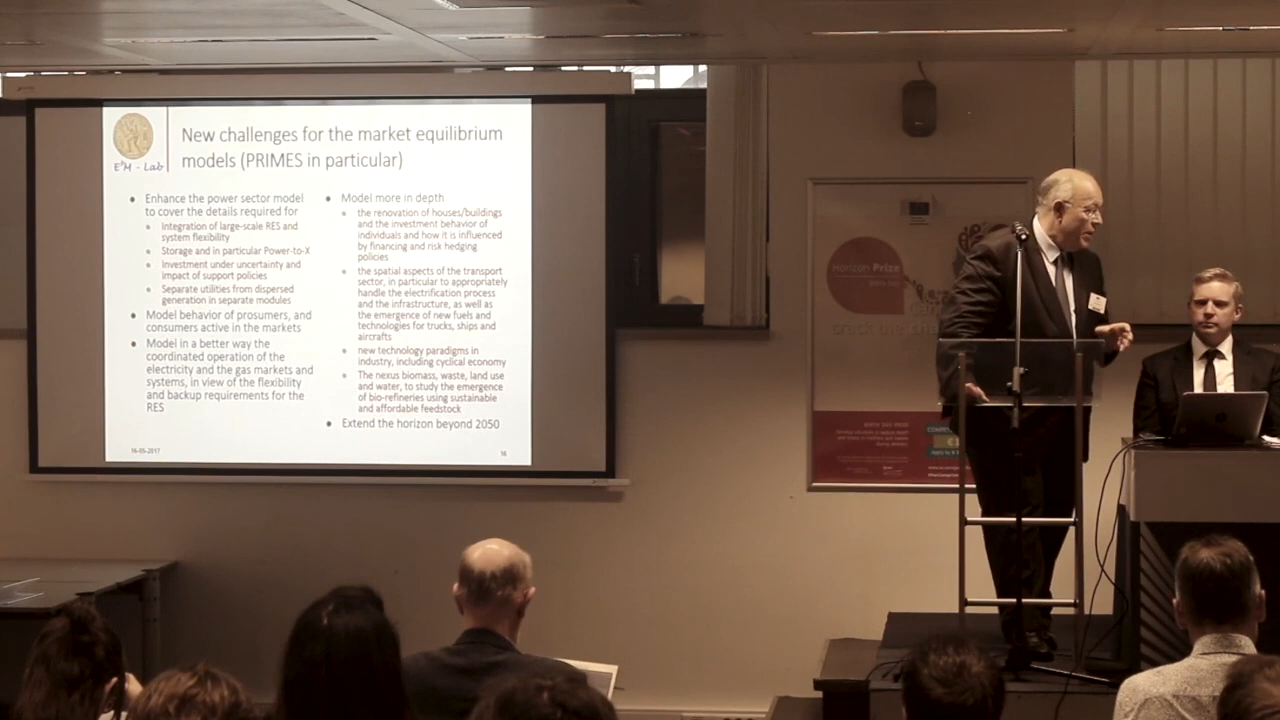 New challenges for the market equilibrium
models (PRIMES in particular)
E³M - Lab
Enhance the power sector model
to cover the details required for
Integration of large-scale RES and
system flexibility
Storage and in particular Power-to-X
Investment under uncertainty and
impact of support policies
Separate utilities from dispersed
generation in separate modules
Model behavior of prosumers, and
consumers active in the markets
Model in a better way the
coordinated operation of the
electricity and the gas markets and
systems, in view of the flexibility
and backup requirements for the
RES
Model more in depth
the renovation of houses/buildings
and the investment behavior of
individuals and how it is influenced
by financing and risk hedging
policies
the spatial aspects of the transport
sector, in particular to appropriately
handle the electrification process
and the infrastructure, as well as
the emergence of new fuels and
technologies for trucks, ships and
aircrafts
new technology paradigms in
industry, including cyclical economy
The nexus biomass, waste, land use
and water, to study the emergence
of bio-refineries using sustainable
and affordable feedstock
Extend the horizon beyond 2050
16-05-2017
16
Horizon Prize
crack the